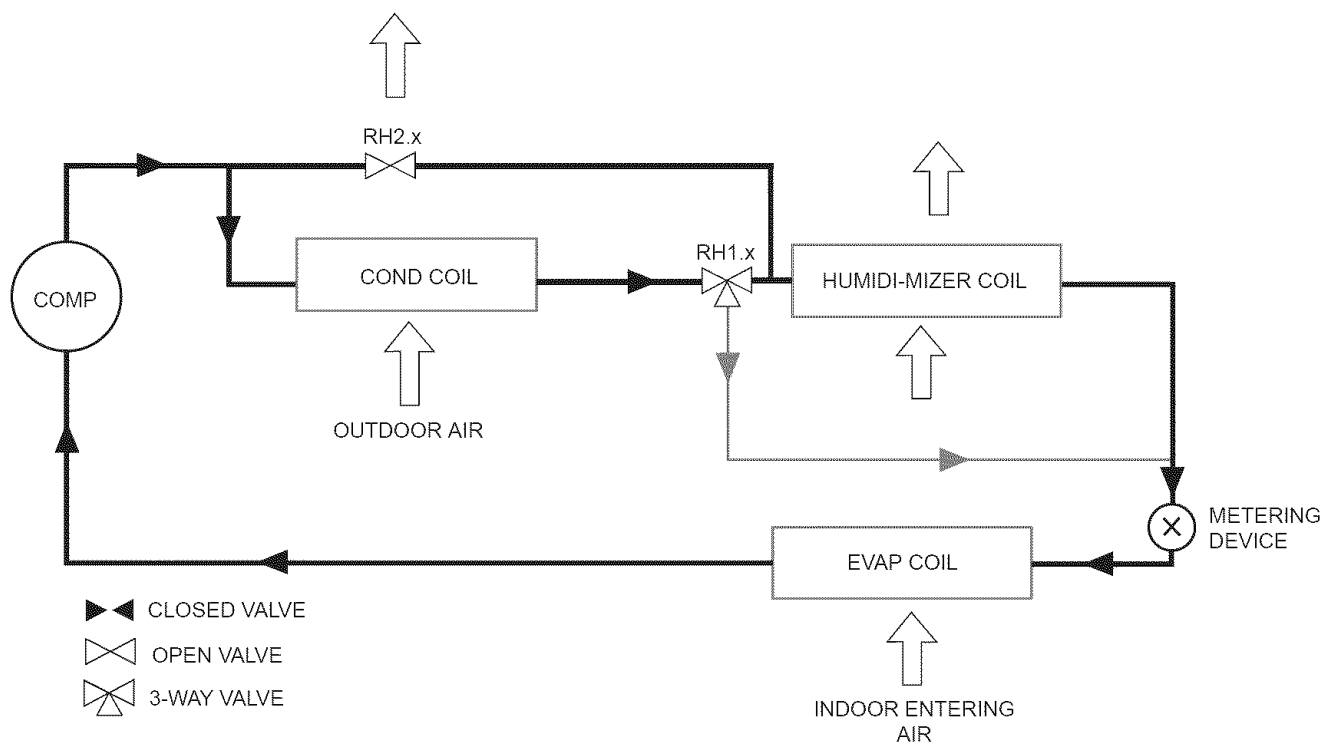 RH2.x
RH1.x
COND COIL
HUMIDI-MIZER COIL
COMP
OUTDOOR AIR
METERING
DEVICE
EVAP COIL
CLOSED VALVE
OPEN VALVE
3-WAY VALVE
INDOOR ENTERING
AIR